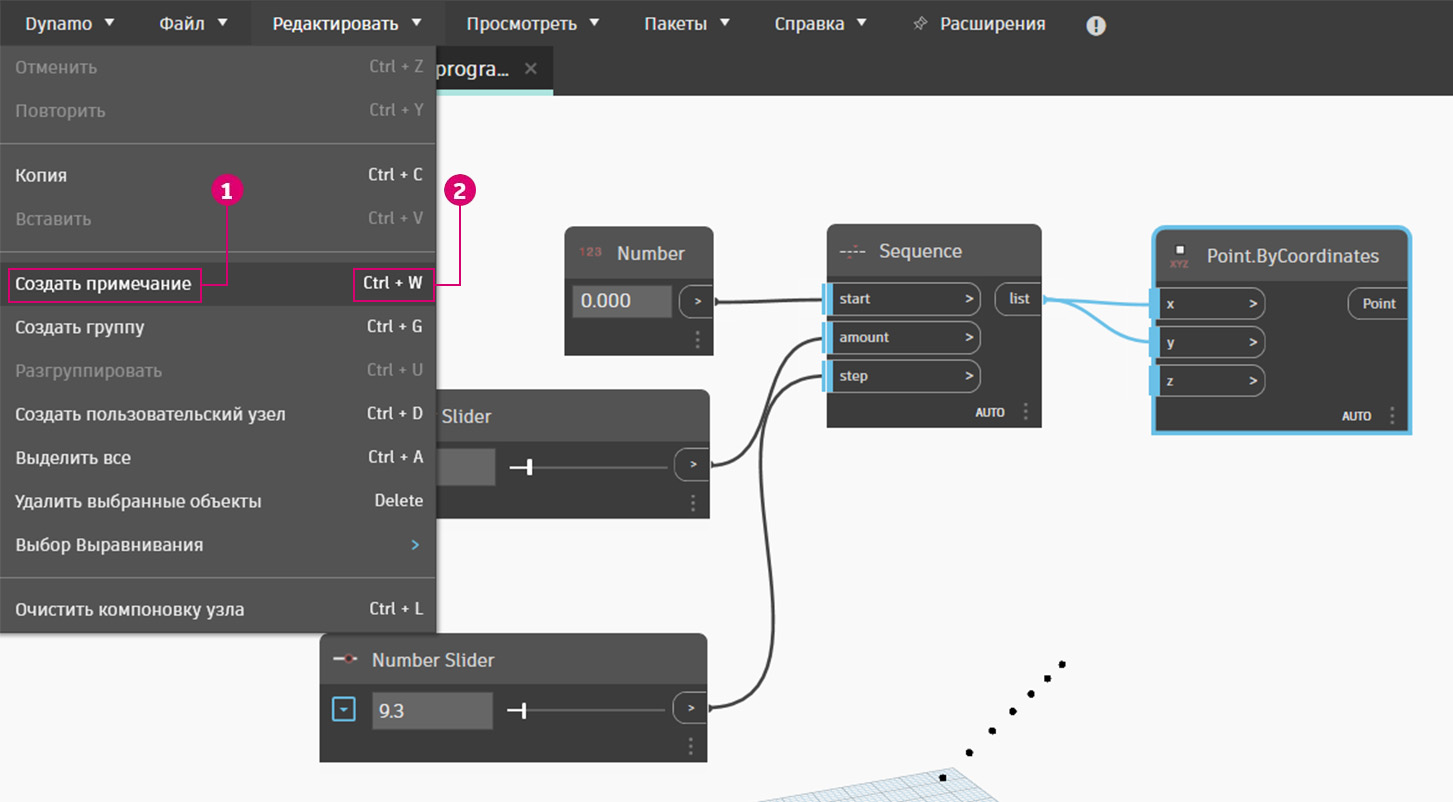 Dynamo Файл Редактировать Просмотреть Пакеты Справка Расширения
progra...
Отменить Ctrl + Z
Повторить Ctrl + Y
Копия Ctrl + C
Вставить Ctrl + V
1
2
Создать примечание Ctrl + W
Создать группу Ctrl + G
Разгруппировать Ctrl + U
Создать пользовательский узел Ctrl + D
Выделить все Ctrl + A
Удалить выбранные объекты Delete
Выбор Выравнивания >
Очистить компоновку узла Ctrl + L
123 Number
0.000 >
Slider
>
Number Slider
9.3 >
Sequence
start > list
amount >
step >
AUTO
XYZ Point.ByCoordinates
x > Point
y >
z >
AUTO